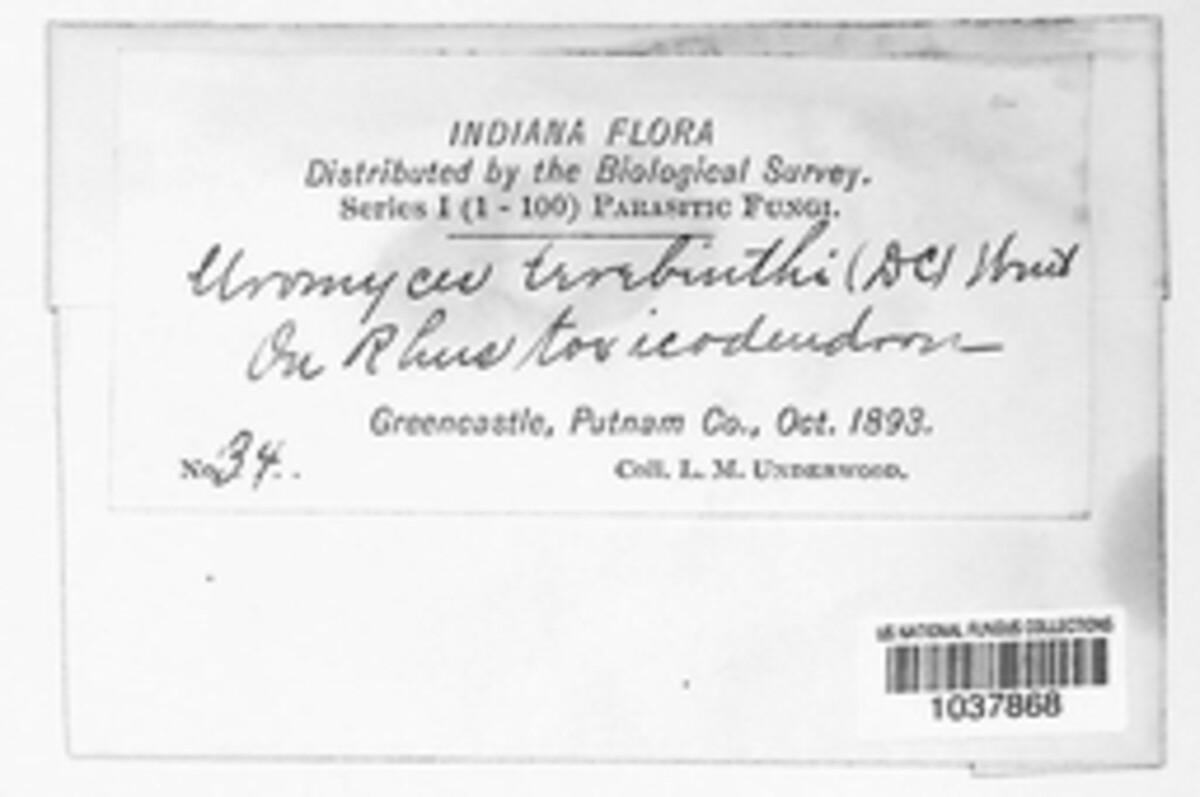 INDIANA FLORA
Distributed by the Biological Survey.
Series I (1 - 100) PARASITIC FUNGI.
Uromyces terebinthi (DC) Wint
On Rhus toxicodendron
Greencastle, Putnam Co., Oct. 1893.
No. 34.
Coll. L. M. UNDERWOOD.
US NATIONAL FUNGUS COLLECTIONS
1037868